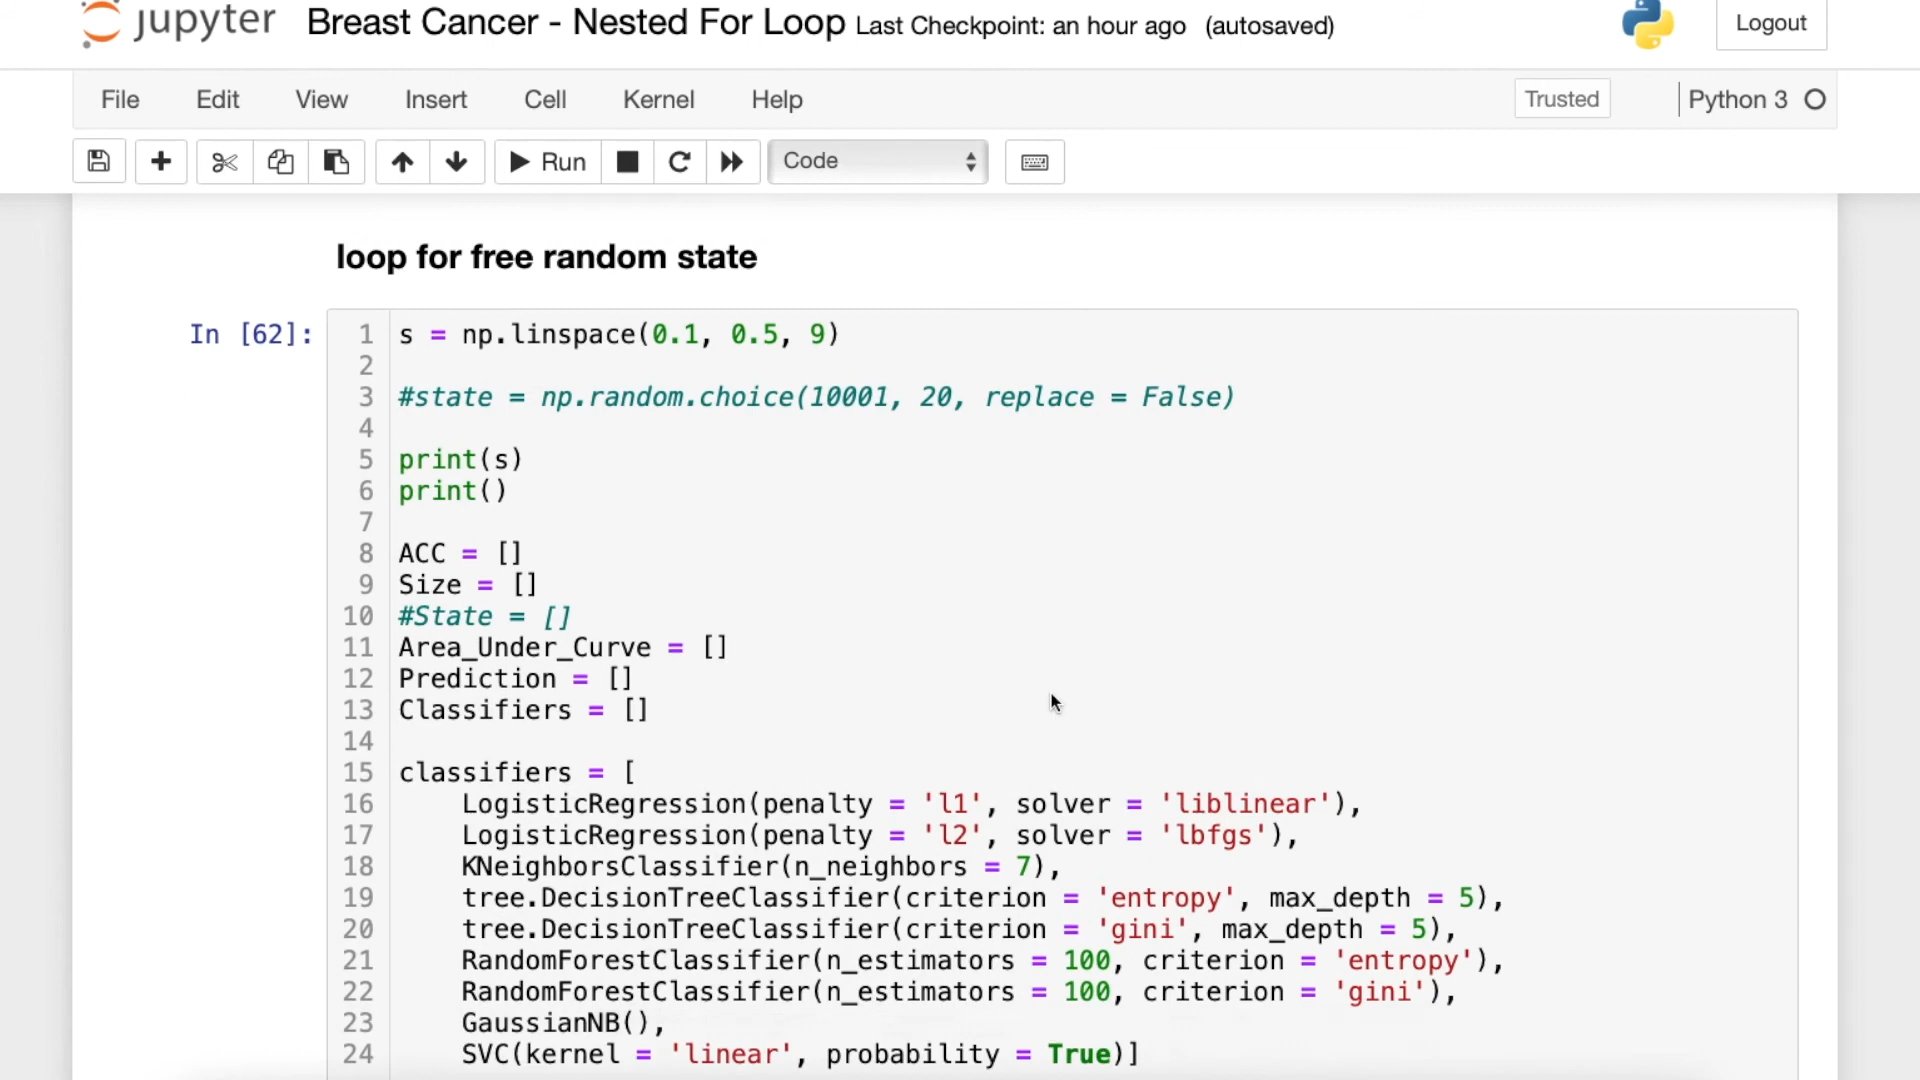 jupyter Breast Cancer - Nested For Loop Last Checkpoint: an hour ago (autosaved) Logout
File Edit View Insert Cell Kernel Help Trusted Python 3
Run Code
loop for free random state
In [62]:
1 s = np.linspace(0.1, 0.5, 9)
2
3 #state = np.random.choice(10001, 20, replace = False)
4
5 print(s)
6 print()
7
8 ACC = []
9 Size = []
10 #State = []
11 Area_Under_Curve = []
12 Prediction = []
13 Classifiers = []
14
15 classifiers = [
16 LogisticRegression(penalty = 'l1', solver = 'liblinear'),
17 LogisticRegression(penalty = 'l2', solver = 'lbfgs'),
18 KNeighborsClassifier(n_neighbors = 7),
19 tree.DecisionTreeClassifier(criterion = 'entropy', max_depth = 5),
20 tree.DecisionTreeClassifier(criterion = 'gini', max_depth = 5),
21 RandomForestClassifier(n_estimators = 100, criterion = 'entropy'),
22 RandomForestClassifier(n_estimators = 100, criterion = 'gini'),
23 GaussianNB(),
24 SVC(kernel = 'linear', probability = True)]